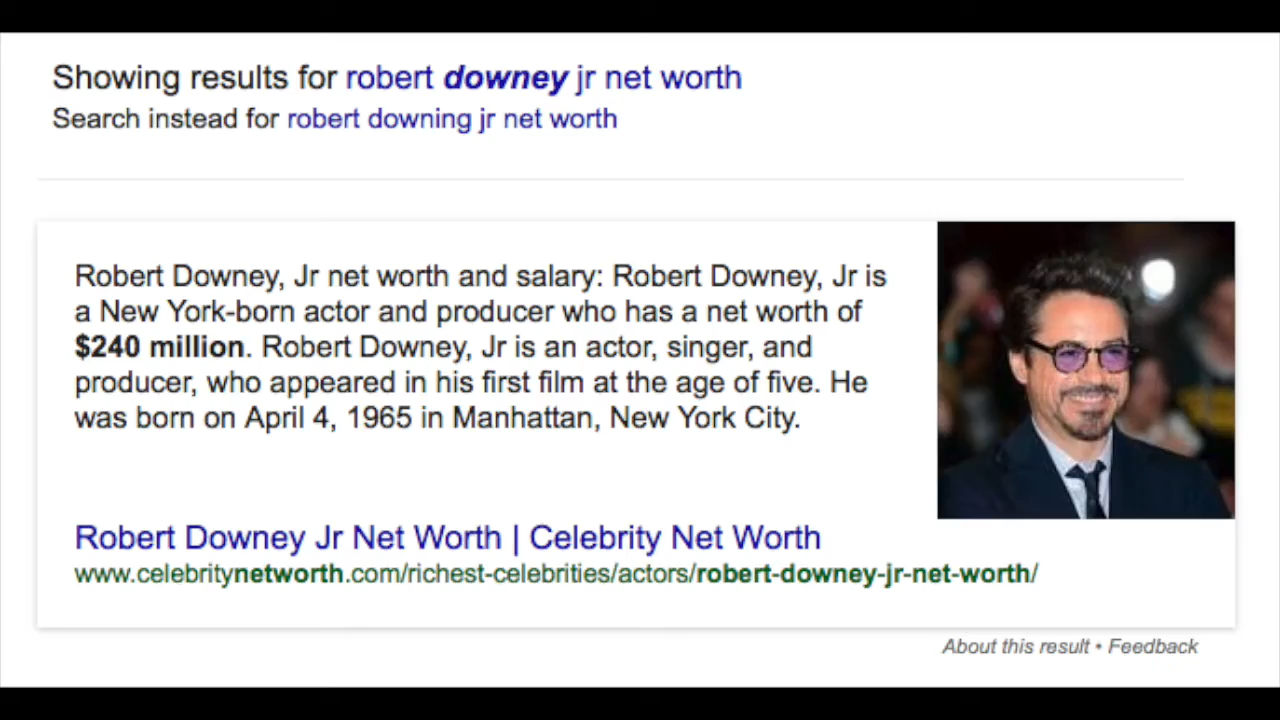 Showing results for robert downey jr net worth
Search instead for robert downing jr net worth
Robert Downey, Jr net worth and salary: Robert Downey, Jr is
a New York-born actor and producer who has a net worth of
$240 million. Robert Downey, Jr is an actor, singer, and
producer, who appeared in his first film at the age of five. He
was born on April 4, 1965 in Manhattan, New York City.
Robert Downey Jr Net Worth | Celebrity Net Worth
www.celebritynetworth.com/richest-celebrities/actors/robert-downey-jr-net-worth/
About this result • Feedback